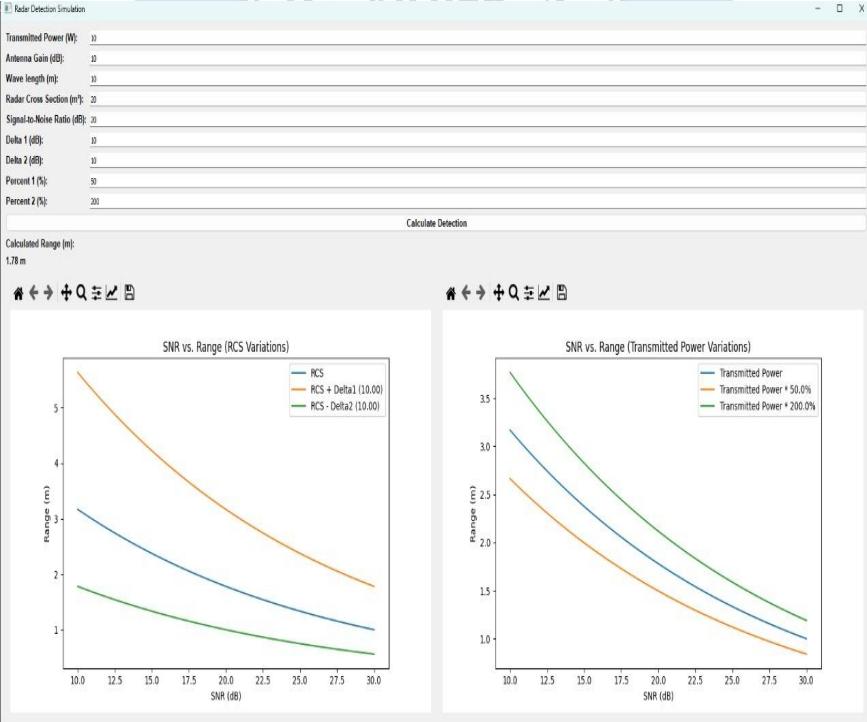 Radar Detection Simulation
Transmitted Power (W): 10
Antenna Gain (dB): 10
Wave length (m): 10
Radar Cross Section (m²): 20
Signal-to-Noise Ratio (dB): 20
Delta 1 (dB): 10
Delta 2 (dB): 10
Percent 1 (%): 50
Percent 2 (%): 200
Calculate Detection
Calculated Range (m):
1.78 m
SNR vs. Range (RCS Variations)
RCS
RCS + Delta1 (10.00)
RCS - Delta2 (10.00)
Range (m)
5
4
3
2
1
10.0 12.5 15.0 17.5 20.0 22.5 25.0 27.5 30.0
SNR (dB)
SNR vs. Range (Transmitted Power Variations)
Transmitted Power
Transmitted Power * 50.0%
Transmitted Power * 200.0%
Range (m)
3.5
3.0
2.5
2.0
1.5
1.0
10.0 12.5 15.0 17.5 20.0 22.5 25.0 27.5 30.0
SNR (dB)